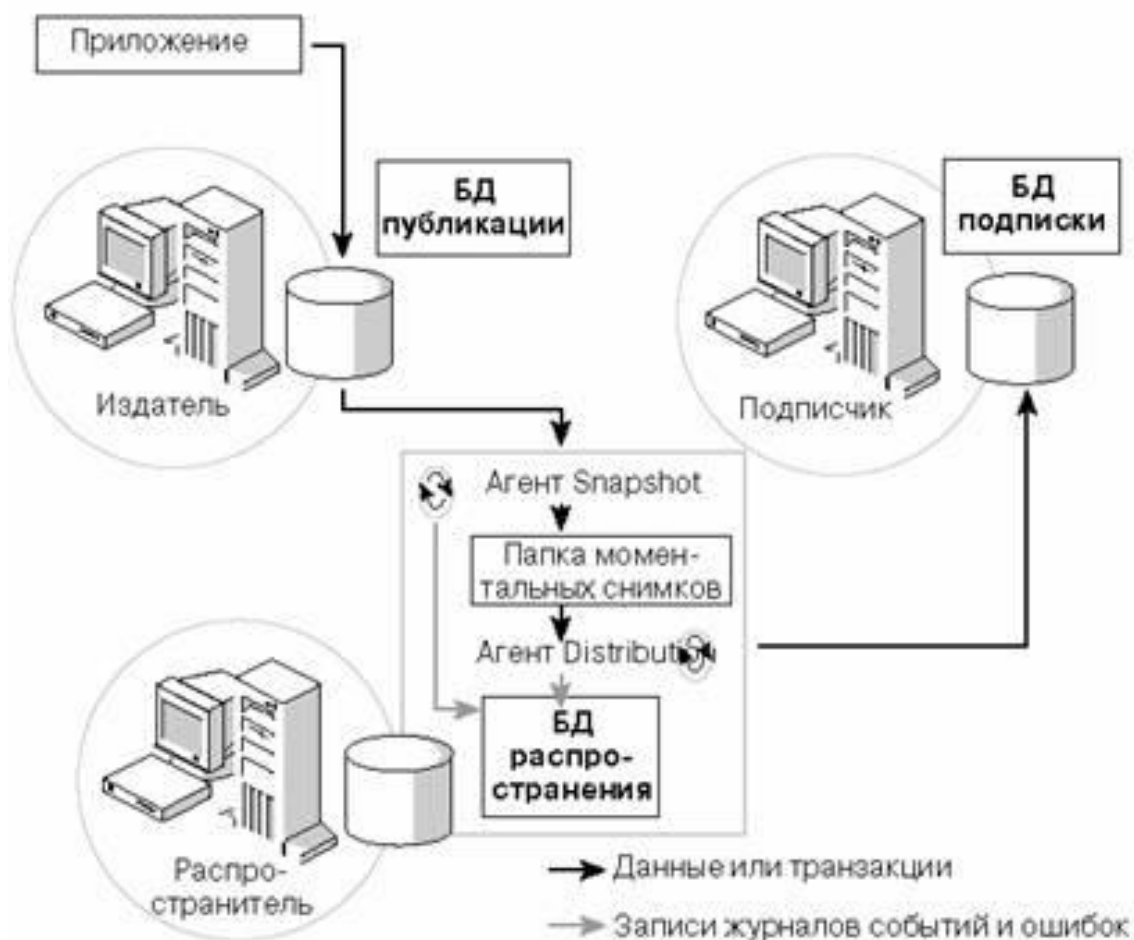 Приложение
БД
публикации
БД
подписки
Издатель
Подписчик
Агент Snapshot
Папка момен-
тальных снимков
Агент Distribution
БД
распро-
странения
Распро-
странитель
Данные или транзакции
Записи журналов событий и ошибок